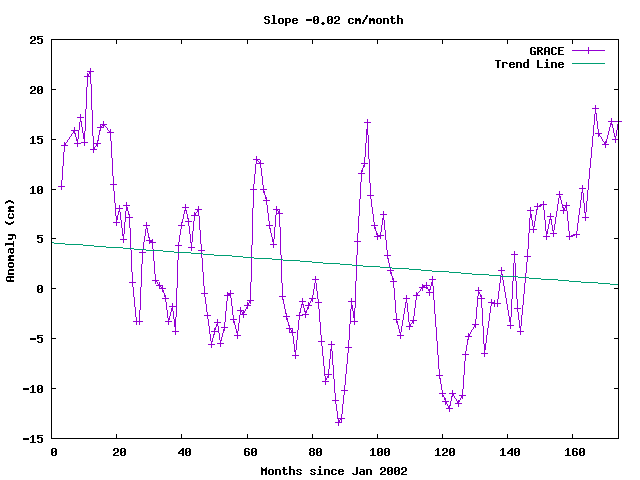 Slope -0.02 cm/month
GRACE
Trend Line
Anomaly (cm)
25
20
15
10
5
0
-5
-10
-15
0 20 40 60 80 100 120 140 160
Months since Jan 2002